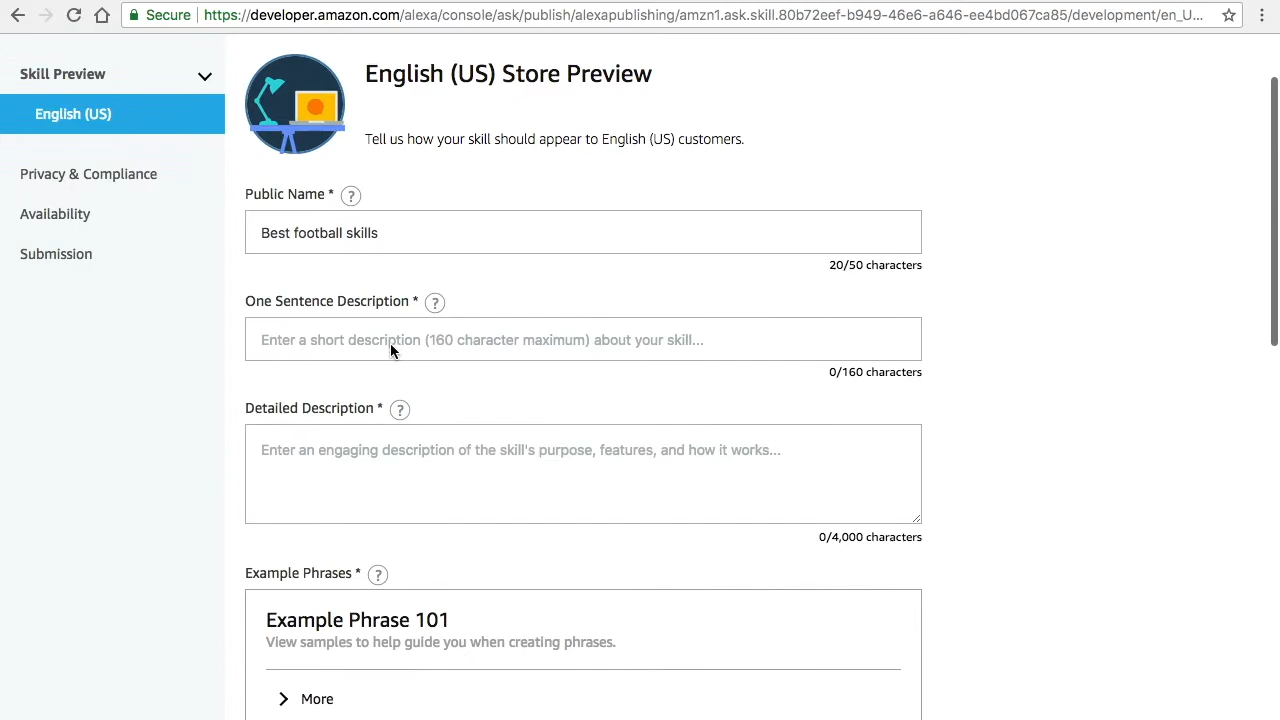 Secure https://developer.amazon.com/alexa/console/ask/publish/alexapublishing/amzn1.ask.skill.80b72eef-b949-46e6-a646-ee4bd067ca85/development/en_U...
Skill Preview
English (US)
Privacy & Compliance
Availability
Submission
English (US) Store Preview
Tell us how your skill should appear to English (US) customers.
Public Name * ?
Best football skills
20/50 characters
One Sentence Description * ?
Enter a short description (160 character maximum) about your skill...
0/160 characters
Detailed Description * ?
Enter an engaging description of the skill's purpose, features, and how it works...
0/4,000 characters
Example Phrases * ?
Example Phrase 101
View samples to help guide you when creating phrases.
More